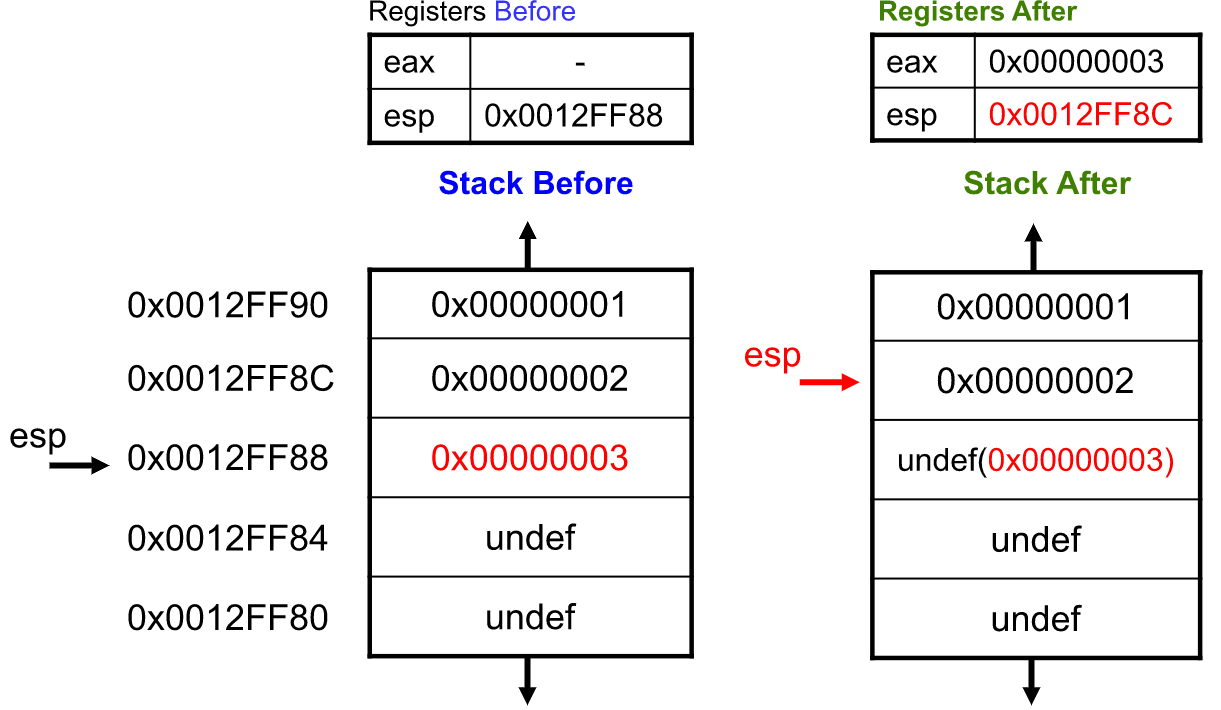 Registers Before
eax -
esp 0x0012FF88
Registers After
eax 0x00000003
esp 0x0012FF8C
Stack Before
0x0012FF90 0x00000001
0x0012FF8C 0x00000002
esp
0x0012FF88 0x00000003
0x0012FF84 undef
0x0012FF80 undef
Stack After
0x00000001
esp
0x00000002
undef(0x00000003)
undef
undef